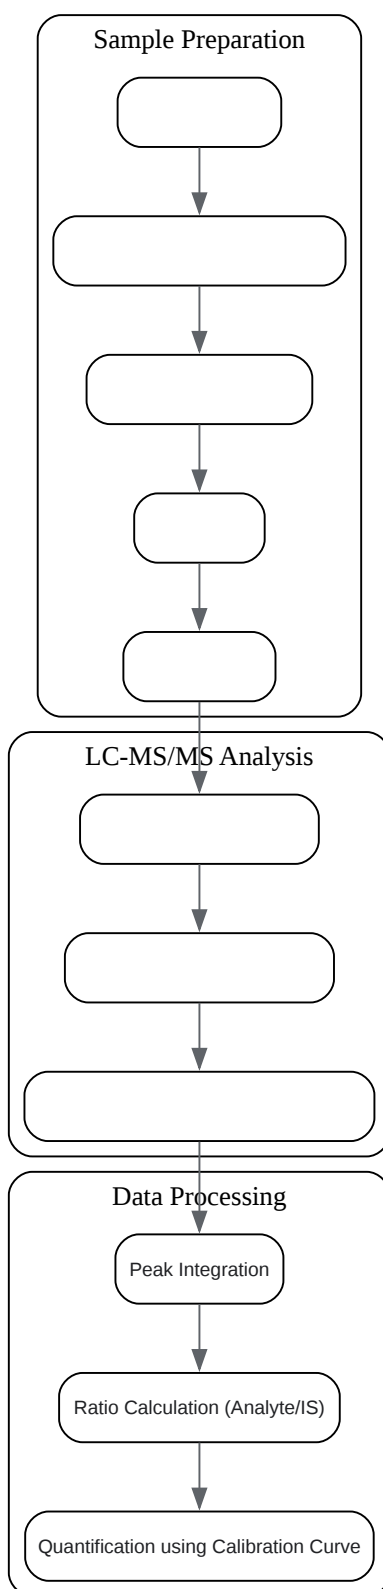 Sample Preparation
LC-MS/MS Analysis
Data Processing
Peak Integration
Ratio Calculation (Analyte/IS)
Quantification using Calibration Curve